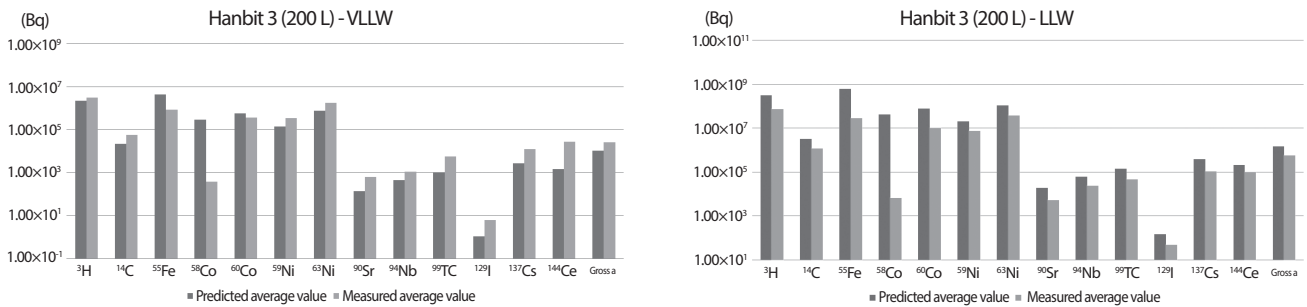 (Bq) Hanbit 3 (200 L) - VLLW
1.00×10⁹
1.00×10⁷
1.00×10⁵
1.00×10³
1.00×10¹
1.00×10⁻¹
³H ¹⁴C ⁵⁵Fe ⁵⁸Co ⁶⁰Co ⁵⁹Ni ⁶³Ni ⁹⁰Sr ⁹⁴Nb ⁹⁹TC ¹²⁹I ¹³⁷Cs ¹⁴⁴Ce Gross a
Predicted average value Measured average value
(Bq) Hanbit 3 (200 L) - LLW
1.00×10¹¹
1.00×10⁹
1.00×10⁷
1.00×10⁵
1.00×10³
1.00×10¹
³H ¹⁴C ⁵⁵Fe ⁵⁸Co ⁶⁰Co ⁵⁹Ni ⁶³Ni ⁹⁰Sr ⁹⁴Nb ⁹⁹TC ¹²⁹I ¹³⁷Cs ¹⁴⁴Ce Gross a
Predicted average value Measured average value